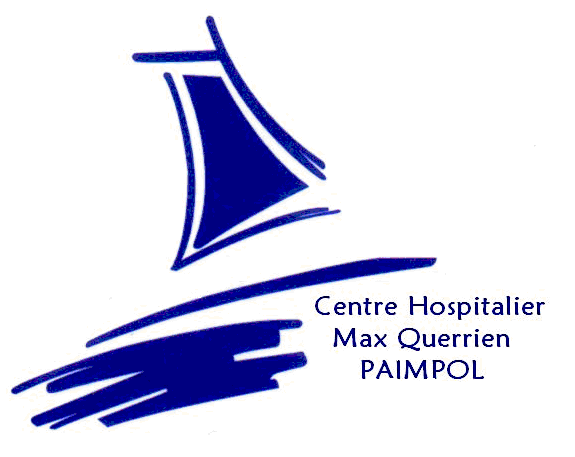 Centre Hospitalier
Max Querrien
PAIMPOL